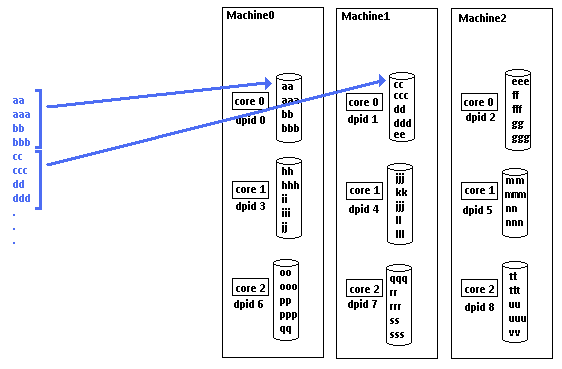 aa
aaa
bb
bbb
cc
ccc
dd
ddd
.
.
.
Machine0
core 0
dpid 0
aa
aaa
bb
bbb
core 1
dpid 3
hh
hhh
ii
iii
jj
core 2
dpid 6
oo
ooo
pp
ppp
qq
Machine1
core 0
dpid 1
cc
ccc
dd
ddd
ee
core 1
dpid 4
jjj
kk
jjj
ll
lll
core 2
dpid 7
qqq
rr
rrr
ss
sss
Machine2
core 0
dpid 2
eee
ff
fff
gg
ggg
core 1
dpid 5
mm
mmm
nn
nnn
core 2
dpid 8
tt
ttt
uu
uuu
vv